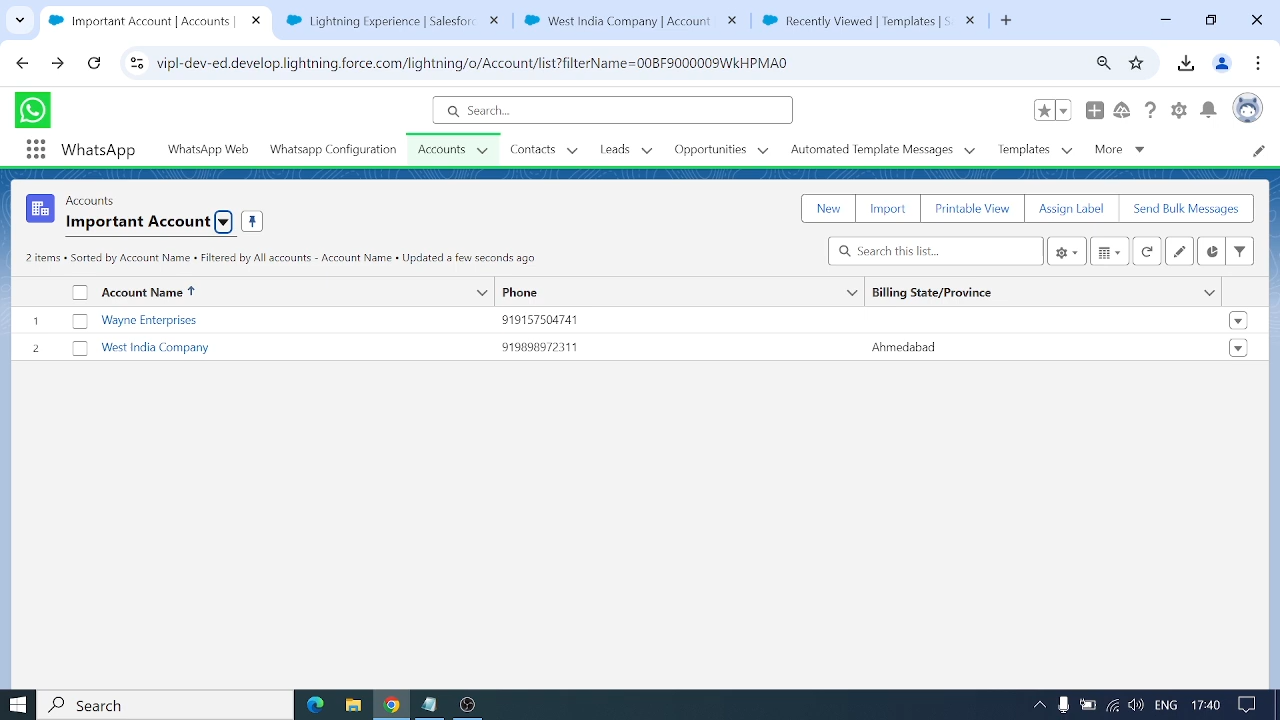 Important Account | Accounts |
Lightning Experience | Salesforc
West India Company | Account
Recently Viewed | Templates | S
vipl-dev-ed.develop.lightning.force.com/lightning/o/Account/list?filterName=00BF9000009WkHPMA0
Search...
WhatsApp
WhatsApp Web
Whatsapp Configuration
Accounts
Contacts
Leads
Opportunities
Automated Template Messages
Templates
More
Accounts
Important Account
New
Import
Printable View
Assign Label
Send Bulk Messages
2 items • Sorted by Account Name • Filtered by All accounts - Account Name • Updated a few seconds ago
Search this list...
Account Name
Phone
Billing State/Province
1 Wayne Enterprises 919157504741
2 West India Company 919898972311 Ahmedabad
Search
ENG
17:40